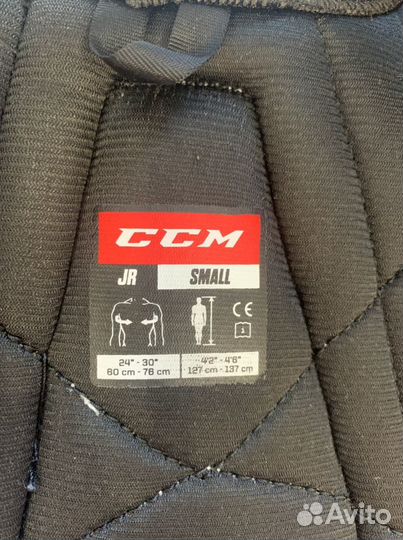 CCM
JR SMALL
CE i
24" - 30" 4'2" - 4'6"
60 cm - 76 cm 127 cm - 137 cm
Avito